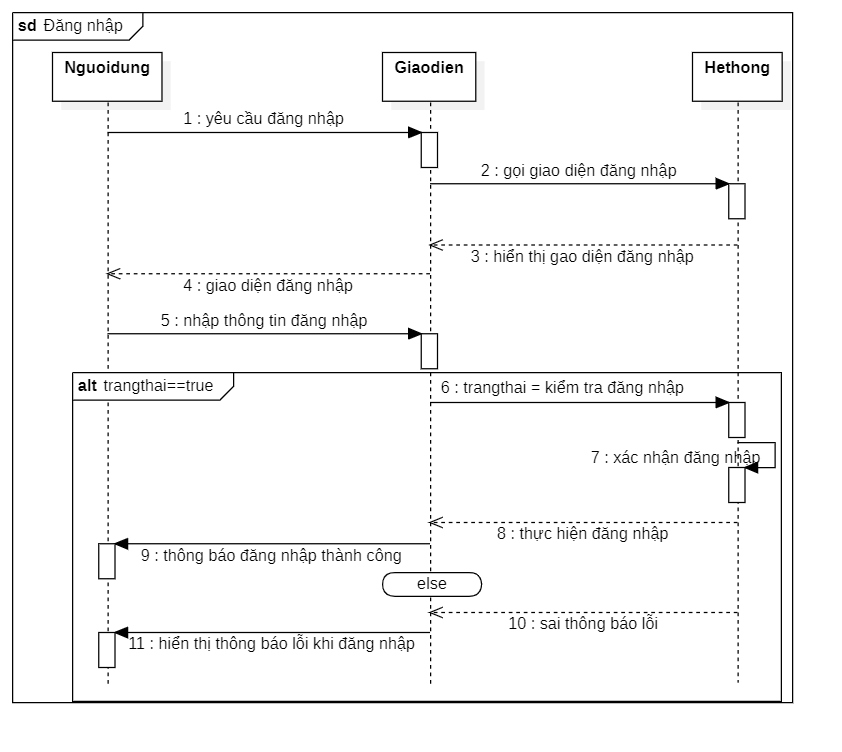 sd Đăng nhập
Nguoidung
Giaodien
Hethong
1 : yêu cầu đăng nhập
2 : gọi giao diện đăng nhập
3 : hiển thị gao diện đăng nhập
4 : giao diện đăng nhập
5 : nhập thông tin đăng nhập
alt trangthai==true
6 : trangthai = kiểm tra đăng nhập
7 : xác nhận đăng nhập
8 : thực hiện đăng nhập
9 : thông báo đăng nhập thành công
else
10 : sai thông báo lỗi
11 : hiển thị thông báo lỗi khi đăng nhập